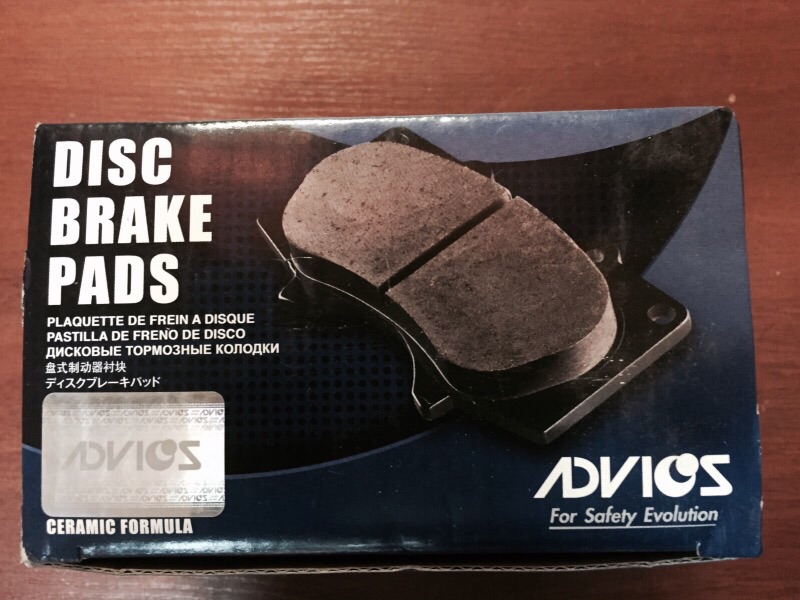 DISC
BRAKE
PADS
PLAQUETTE DE FREIN A DISQUE
PASTILLA DE FRENO DE DISCO
ДИСКОВЫЕ ТОРМОЗНЫЕ КОЛОДКИ
盘式制动器衬块
ディスクブレーキパッド
ADVICS
CERAMIC FORMULA
ADVICS
For Safety Evolution